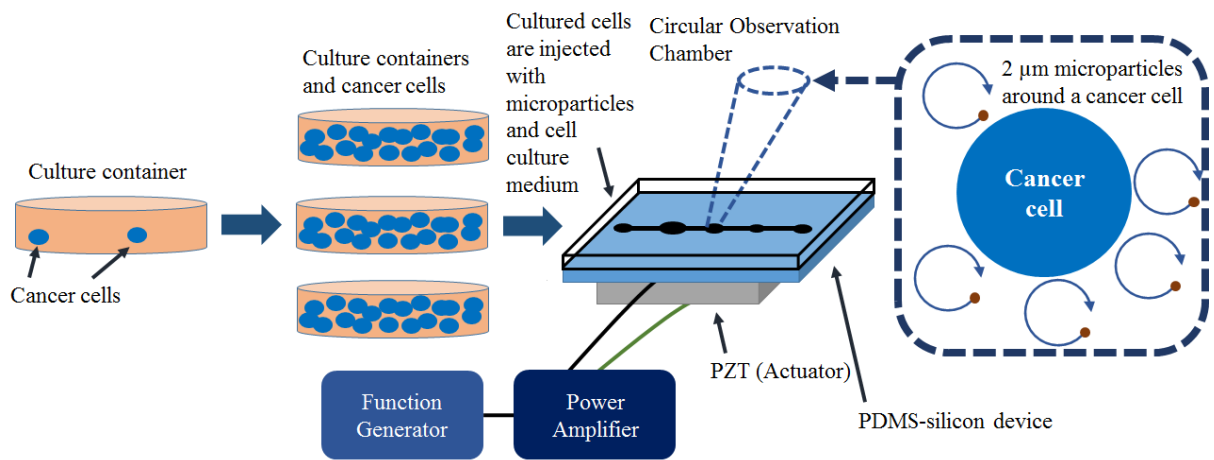 Culture container
Cancer cells
Culture containers
and cancer cells
Cultured cells
are injected
with
microparticles
and cell
culture
medium
Circular Observation
Chamber
2 µm microparticles
around a cancer cell
Cancer
cell
PZT (Actuator)
PDMS-silicon device
Function
Generator
Power
Amplifier